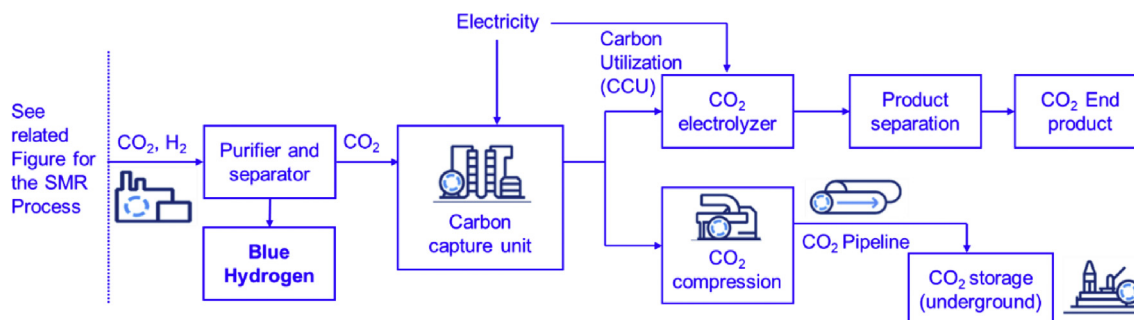 Electricity
Carbon
Utilization
(CCU)
See
related
Figure for
the SMR
Process
CO₂, H₂
Purifier and
separator
CO₂
Carbon
capture unit
Blue
Hydrogen
CO₂
electrolyzer
Product
separation
CO₂ End
product
CO₂
compression
CO₂ Pipeline
CO₂ storage
(underground)